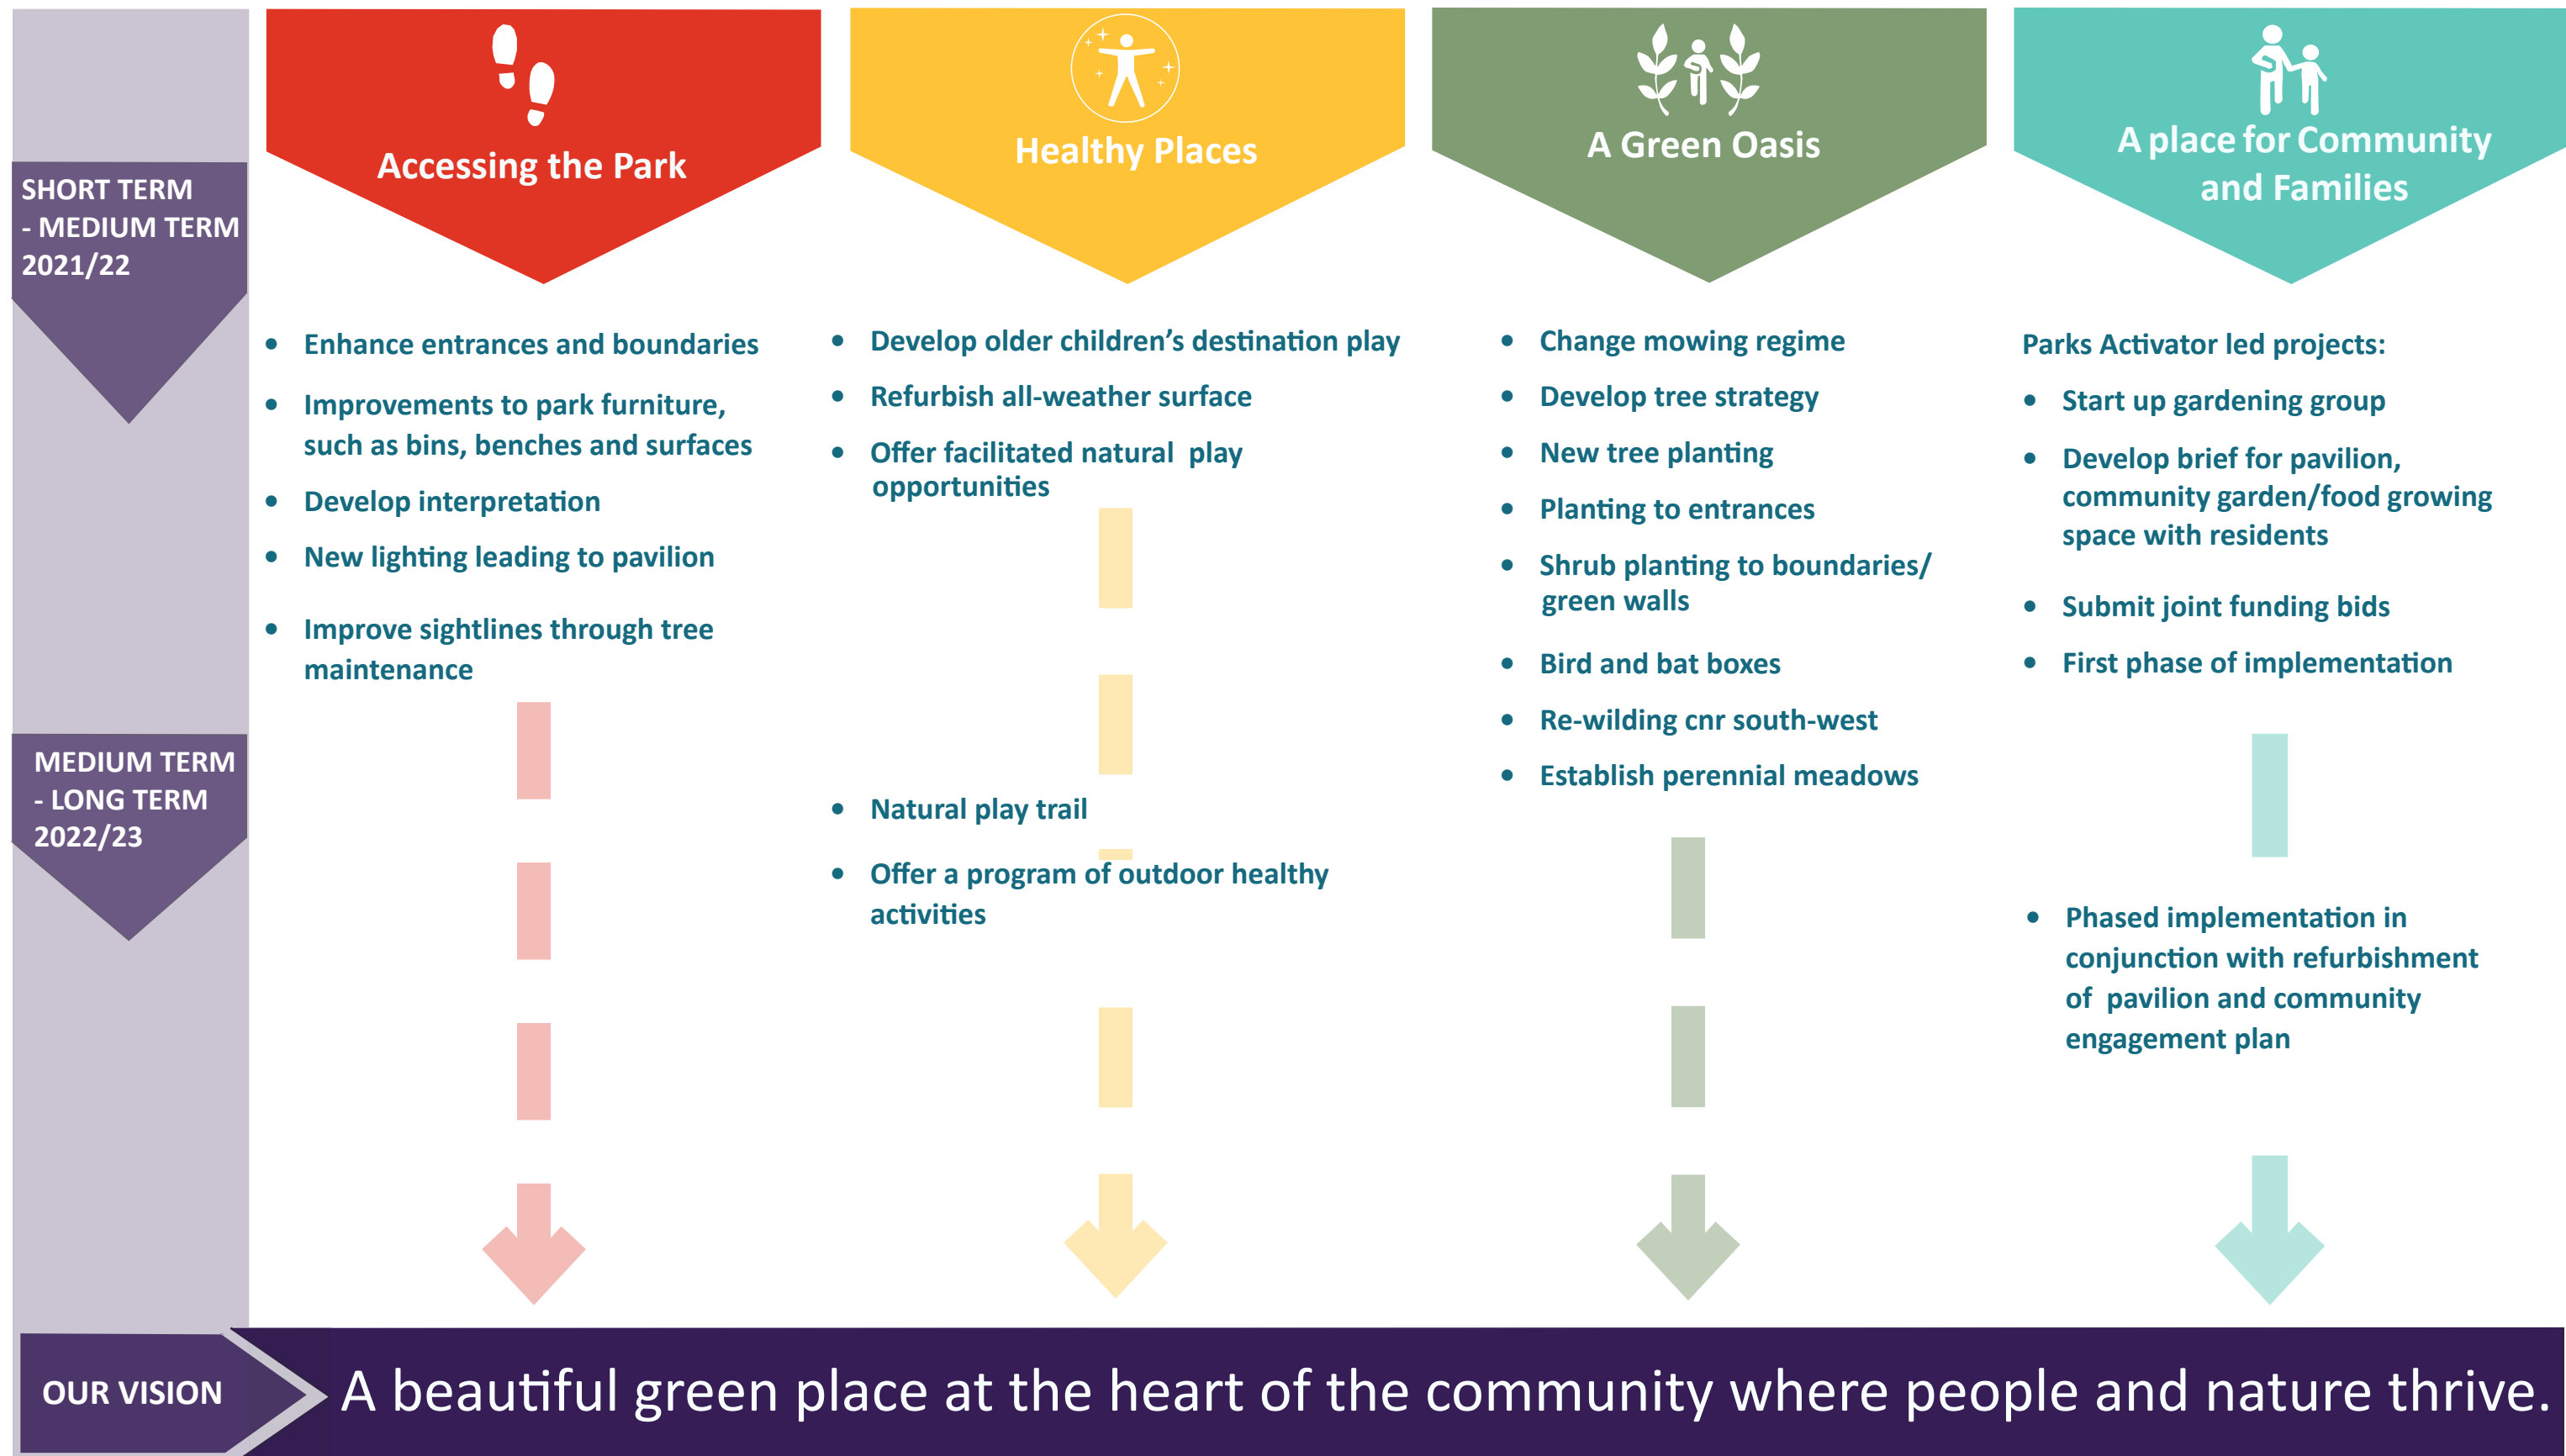 Accessing the Park
Healthy Places
A Green Oasis
A place for Community
and Families
SHORT TERM
- MEDIUM TERM
2021/22
• Enhance entrances and boundaries
• Improvements to park furniture,
such as bins, benches and surfaces
• Develop interpretation
• New lighting leading to pavilion
• Improve sightlines through tree
maintenance
• Develop older children’s destination play
• Refurbish all-weather surface
• Offer facilitated natural play
opportunities
• Change mowing regime
• Develop tree strategy
• New tree planting
• Planting to entrances
• Shrub planting to boundaries/
green walls
• Bird and bat boxes
• Re-wilding cnr south-west
• Establish perennial meadows
Parks Activator led projects:
• Start up gardening group
• Develop brief for pavilion,
community garden/food growing
space with residents
• Submit joint funding bids
• First phase of implementation
MEDIUM TERM
- LONG TERM
2022/23
• Natural play trail
• Offer a program of outdoor healthy
activities
• Phased implementation in
conjunction with refurbishment
of pavilion and community
engagement plan
OUR VISION
A beautiful green place at the heart of the community where people and nature thrive.